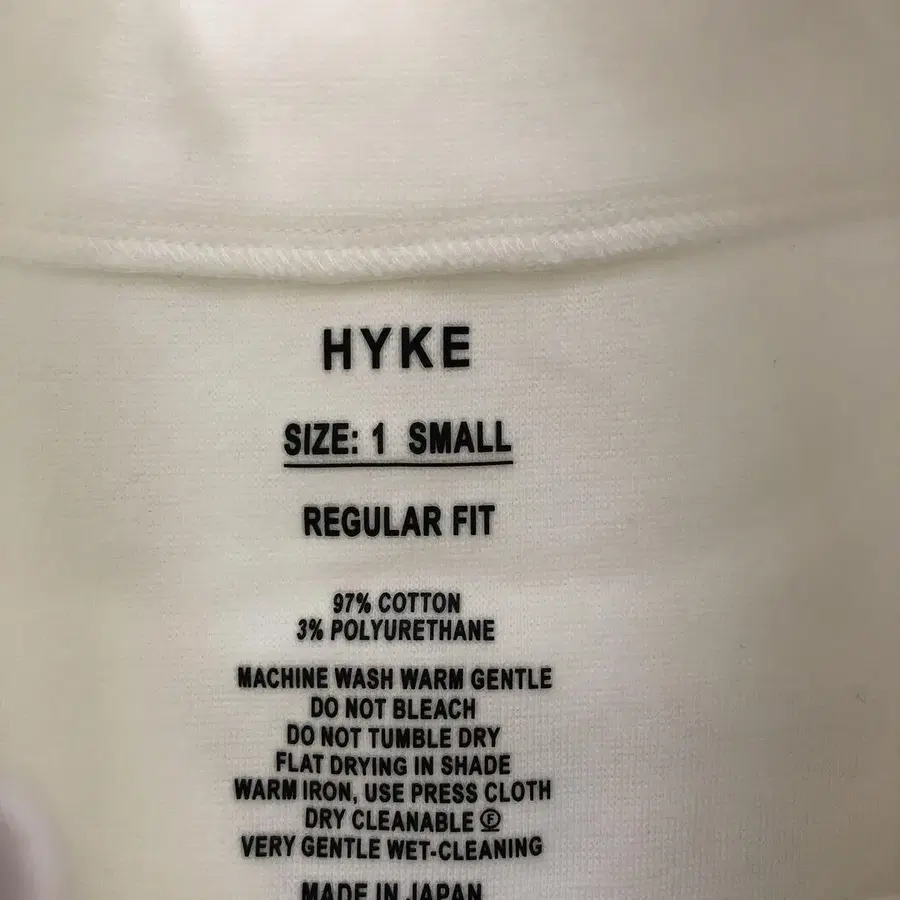 HYKE
SIZE: 1 SMALL
REGULAR FIT
97% COTTON
3% POLYURETHANE
MACHINE WASH WARM GENTLE
DO NOT BLEACH
DO NOT TUMBLE DRY
FLAT DRYING IN SHADE
WARM IRON, USE PRESS CLOTH
DRY CLEANABLE Ⓕ
VERY GENTLE WET-CLEANING
MADE IN JAPAN